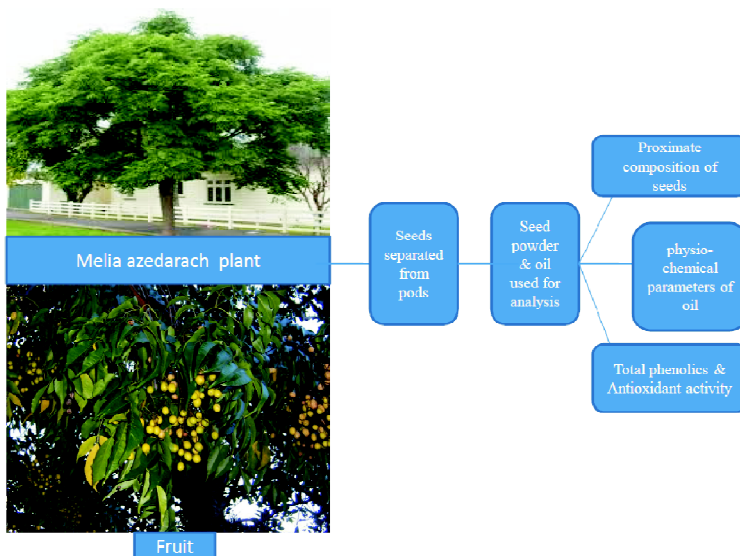 Melia azedarach plant
Fruit
Seeds
separated
from
pods
Seed
powder
& oil
used for
analysis
Proximate
composition of
seeds
physio-
chemical
parameters of
oil
Total phenolics &
Antioxidant activity